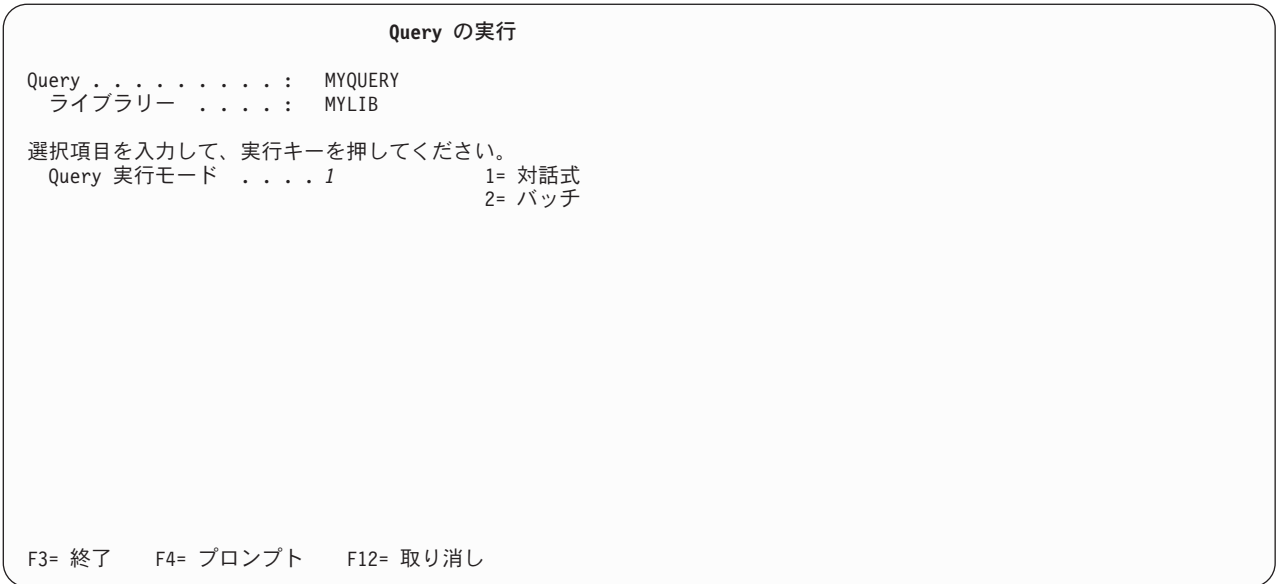 Query の実行
Query . . . . . . . . . : MYQUERY
ライブラリー . . . . : MYLIB
選択項目を入力して、実行キーを押してください。
Query 実行モード . . . . 1 1= 対話式
2= バッチ
F3= 終了 F4= プロンプト F12= 取り消し